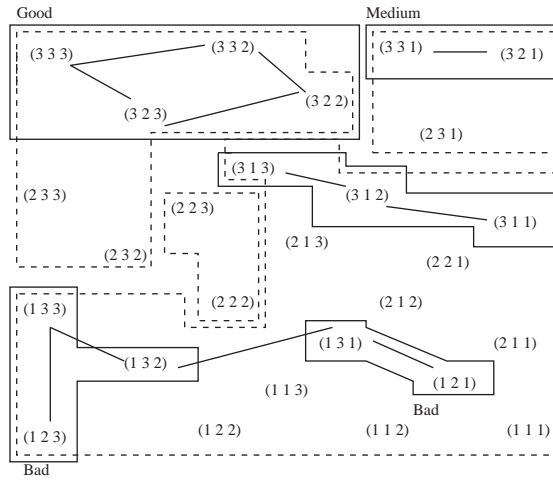 Good Medium
(3 3 3) (3 3 2) (3 3 1) (3 2 1)
(3 2 3) (3 2 2)
(2 3 1)
(3 1 3)
(2 3 3) (3 1 2)
(2 2 3) (3 1 1)
(2 3 2) (2 1 3)
(2 2 1)
(1 3 3) (2 2 2) (2 1 2)
(1 3 2) (1 3 1) (2 1 1)
(1 1 3) (1 2 1)
Bad
(1 2 3) (1 2 2) (1 1 2) (1 1 1)
Bad